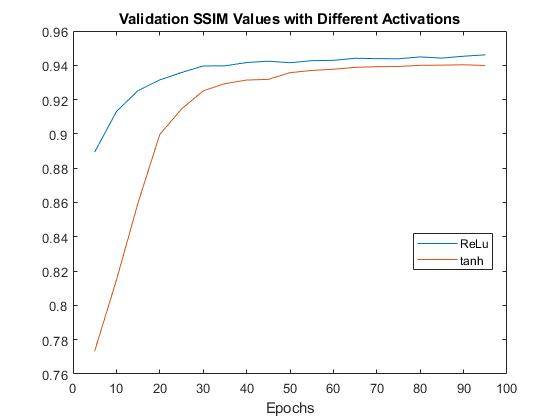 Validation SSIM Values with Different Activations
0.96
0.94
0.92
0.9
0.88
0.86
0.84
0.82
0.8
0.78
0.76
ReLu
tanh
0 10 20 30 40 50 60 70 80 90 100
Epochs